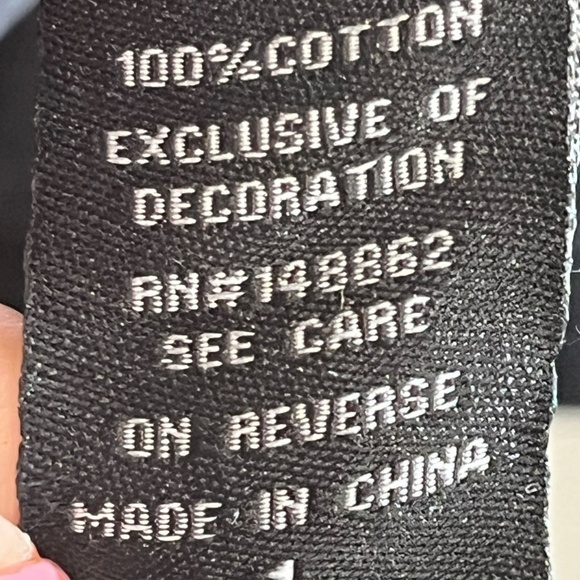 100%COTTON
EXCLUSIVE OF
DECORATION
RN#148862
SEE CARE
ON REVERSE
MADE IN CHINA